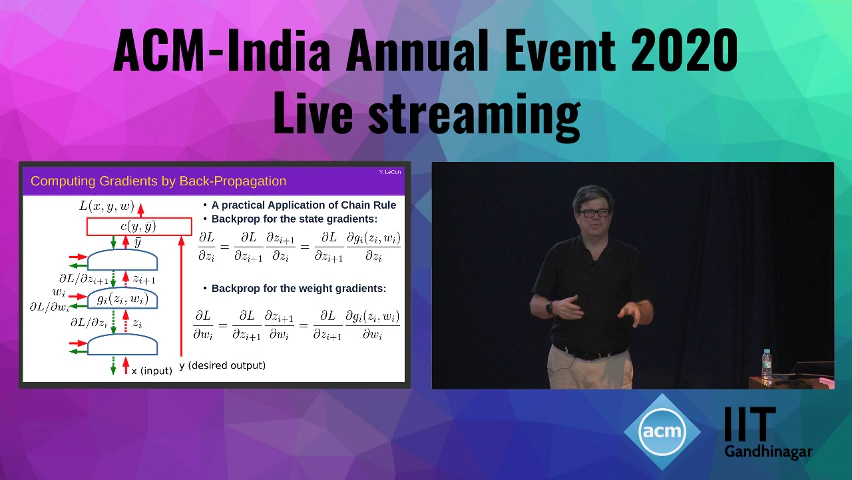 ACM-India Annual Event 2020
Live streaming
Y. LeCun
Computing Gradients by Back-Propagation
L(x, y, w)
c(y, ȳ)
ȳ
∂L/∂z_{i+1}
z_{i+1}
w_i
g_i(z_i, w_i)
∂L/∂w_i
∂L/∂z_i
z_i
x (input)
y (desired output)
• A practical Application of Chain Rule
• Backprop for the state gradients:
∂L/∂z_i = ∂L/∂z_{i+1} ∂z_{i+1}/∂z_i = ∂L/∂z_{i+1} ∂g_i(z_i, w_i)/∂z_i
• Backprop for the weight gradients:
∂L/∂w_i = ∂L/∂z_{i+1} ∂z_{i+1}/∂w_i = ∂L/∂z_{i+1} ∂g_i(z_i, w_i)/∂w_i
acm
IIT
Gandhinagar